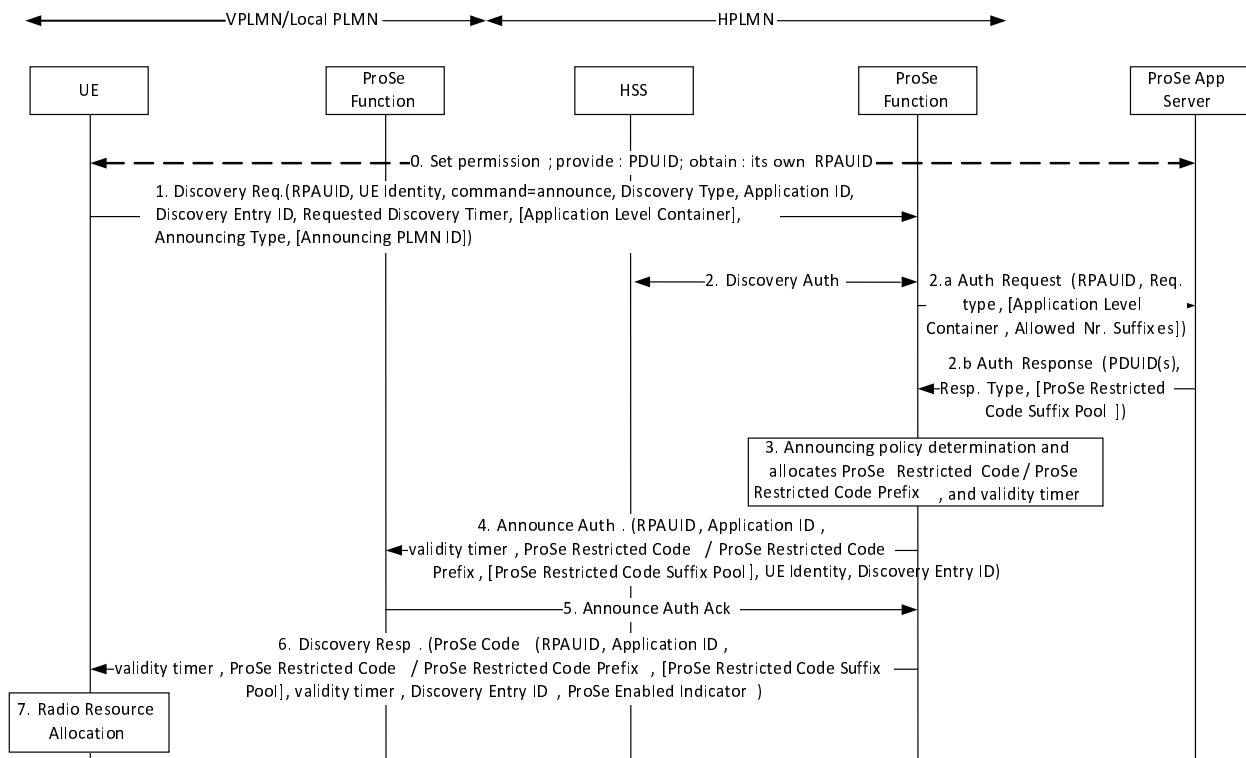 VPLMN/Local PLMN
HPLMN
UE
ProSe
Function
HSS
ProSe
Function
ProSe App
Server
0. Set permission ; provide : PDUID; obtain : its own RPAUID
1. Discovery Req.(RPAUID, UE Identity, command=announce, Discovery Type, Application ID,
Discovery Entry ID, Requested Discovery Timer, [Application Level Container],
Announcing Type, [Announcing PLMN ID])
2. Discovery Auth
2.a Auth Request (RPAUID, Req.
type, [Application Level
Container , Allowed Nr. Suffixes])
2.b Auth Response (PDUID(s),
Resp. Type, [ProSe Restricted
Code Suffix Pool ])
3. Announcing policy determination and
allocates ProSe Restricted Code / ProSe
Restricted Code Prefix , and validity timer
4. Announce Auth . (RPAUID, Application ID ,
validity timer , ProSe Restricted Code / ProSe Restricted Code
Prefix , [ProSe Restricted Code Suffix Pool], UE Identity, Discovery Entry ID)
5. Announce Auth Ack
6. Discovery Resp . (ProSe Code (RPAUID, Application ID ,
validity timer , ProSe Restricted Code / ProSe Restricted Code Prefix , [ProSe Restricted Code Suffix
Pool], validity timer , Discovery Entry ID , ProSe Enabled Indicator )
7. Radio Resource
Allocation